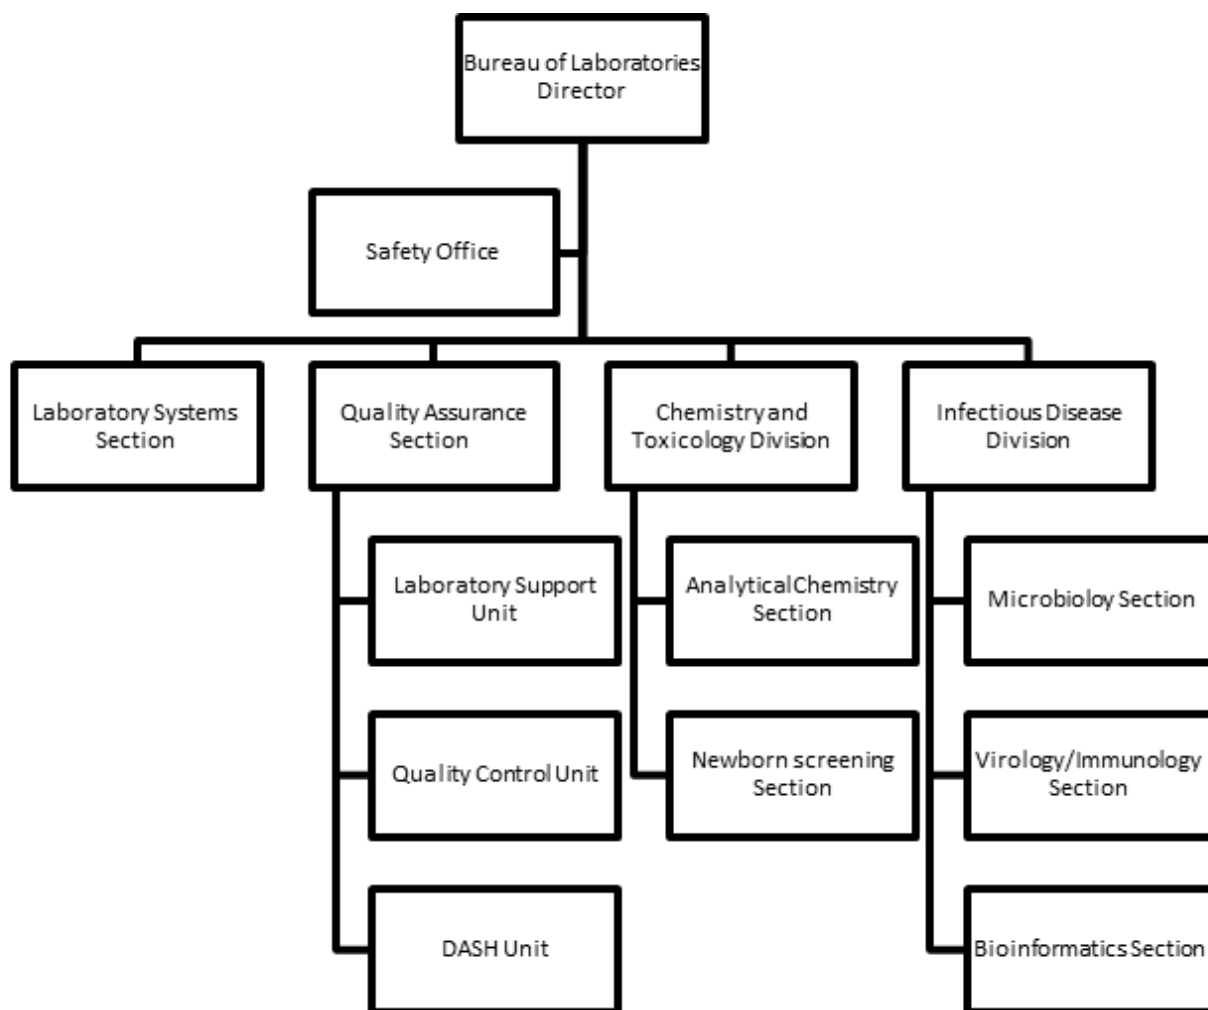 Bureau of Laboratories
Director
Safety Office
Laboratory Systems
Section
Quality Assurance
Section
Chemistry and
Toxicology Division
Infectious Disease
Division
Laboratory Support
Unit
Analytical Chemistry
Section
Microbioloy Section
Quality Control Unit
Newborn screening
Section
Virology/Immunology
Section
DASH Unit
Bioinformatics Section